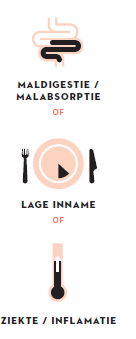 MALDIGESTIE /
MALABSORPTIE
OF
LAGE INNAME
OF
ZIEKTE / INFLAMATIE